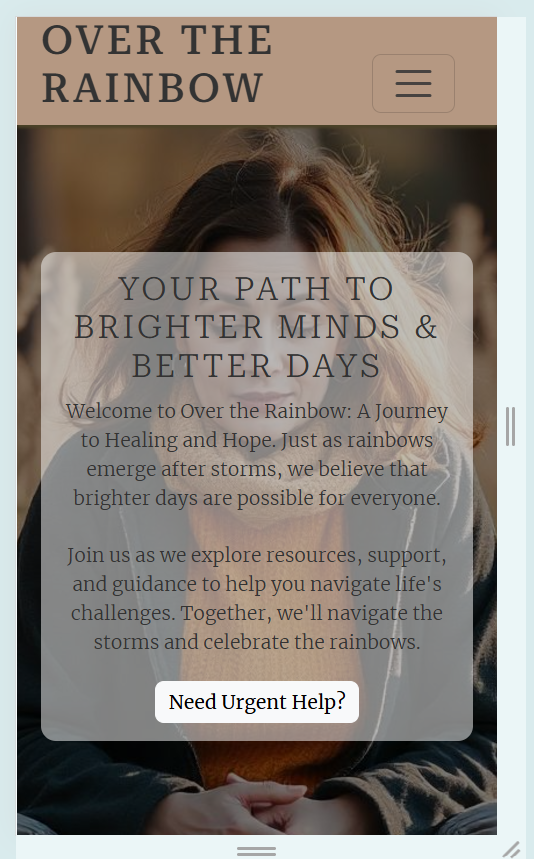 OVER THE
RAINBOW
YOUR PATH TO
BRIGHTER MINDS &
BETTER DAYS
Welcome to Over the Rainbow: A Journey
to Healing and Hope. Just as rainbows
emerge after storms, we believe that
brighter days are possible for everyone.
Join us as we explore resources, support,
and guidance to help you navigate life's
challenges. Together, we'll navigate the
storms and celebrate the rainbows.
Need Urgent Help?